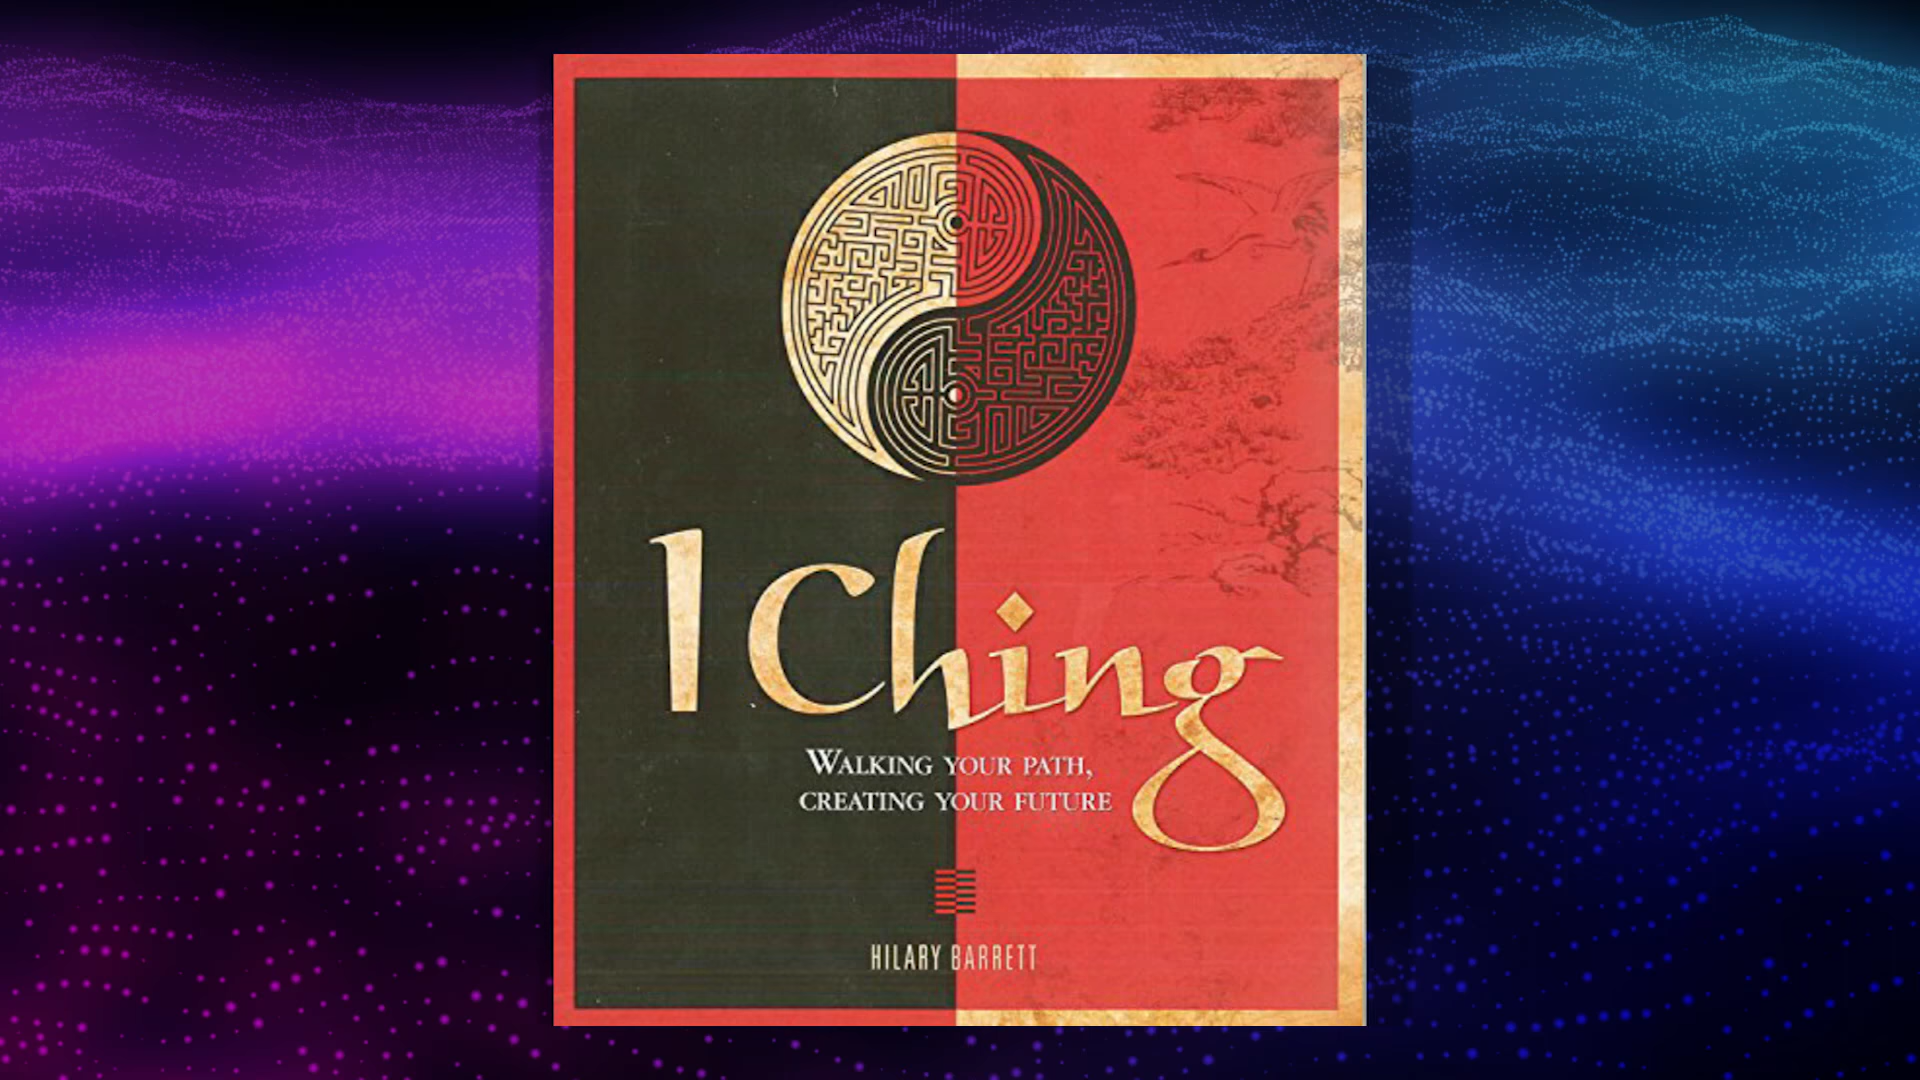 I Ching
WALKING YOUR PATH,
CREATING YOUR FUTURE
HILARY BARRETT